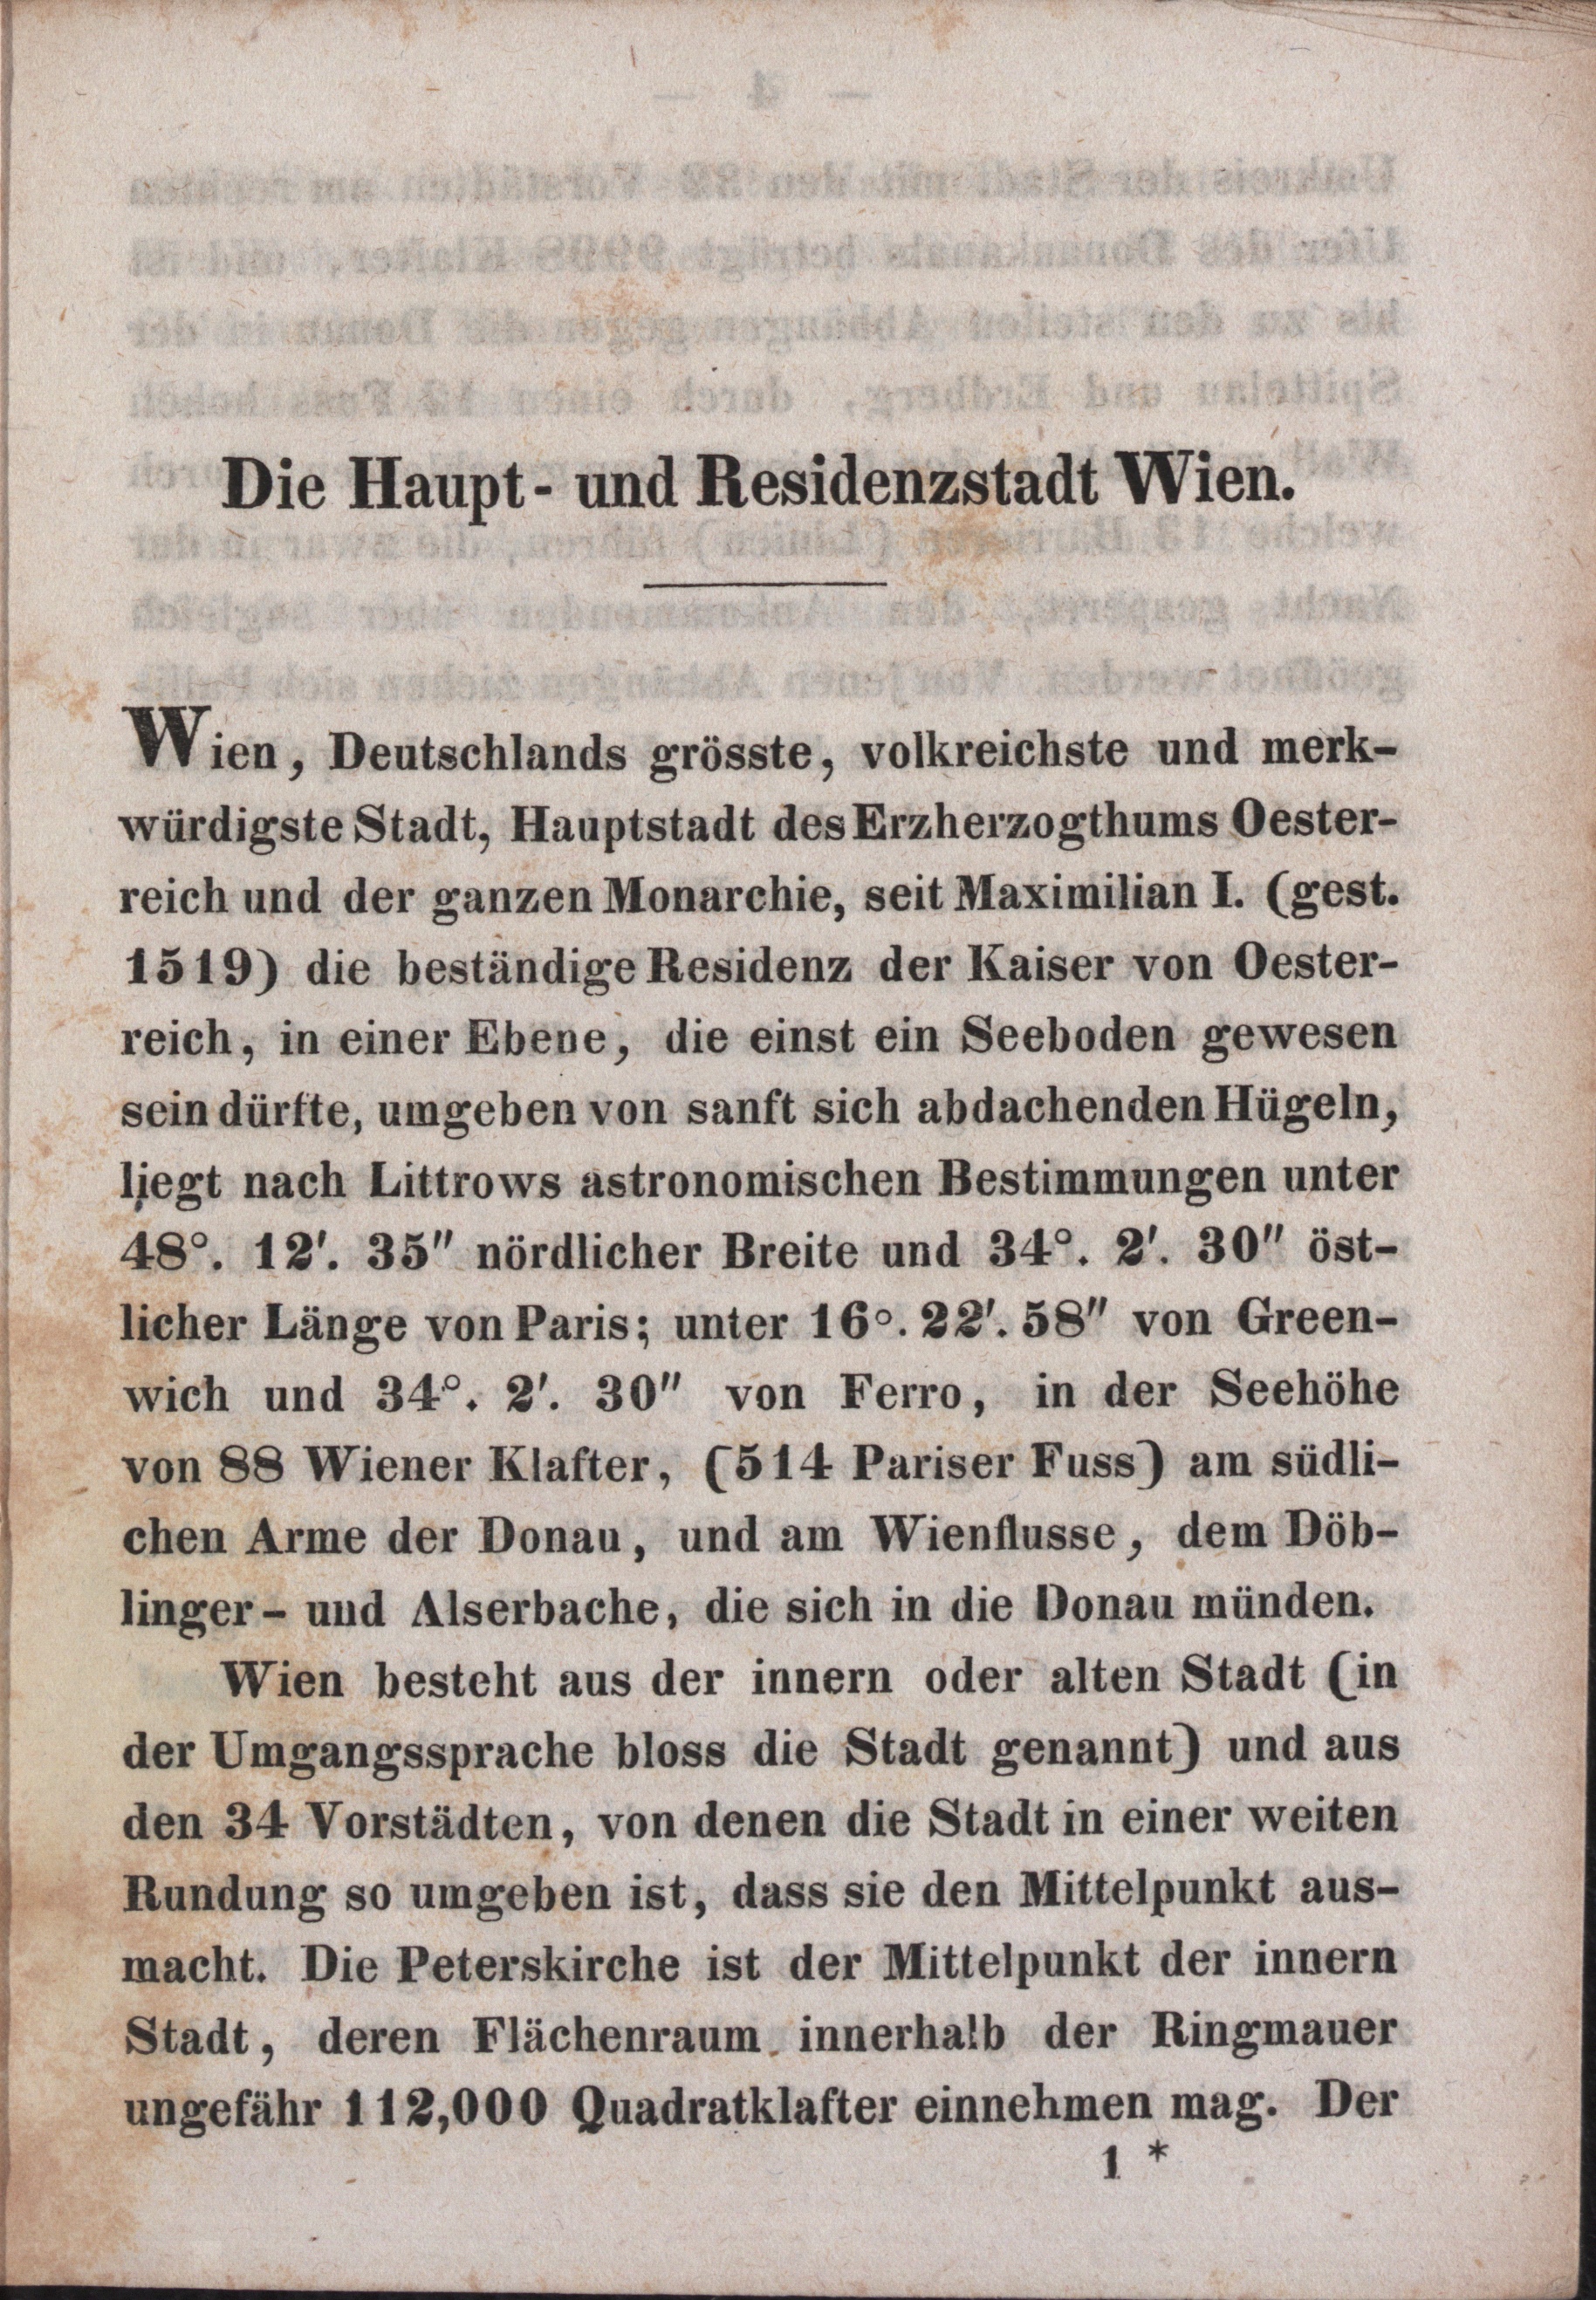 Die Haupt- und Residenzstadt Wien.
Wien, Deutschlands grösste, volkreichste und merk-
würdigste Stadt, Hauptstadt des Erzherzogthums Oester-
reich und der ganzen Monarchie, seit Maximilian I. (gest.
1519) die beständige Residenz der Kaiser von Oester-
reich, in einer Ebene, die einst ein Seeboden gewesen
sein dürfte, umgeben von sanft sich abdachenden Hügeln,
liegt nach Littrows astronomischen Bestimmungen unter
48°. 12′. 35″ nördlicher Breite und 34°. 2′. 30″ öst-
licher Länge von Paris; unter 16°. 22′. 58″ von Green-
wich und 34°. 2′. 30″ von Ferro, in der Seehöhe
von 88 Wiener Klafter, (514 Pariser Fuss) am südli-
chen Arme der Donau, und am Wienflusse, dem Döb-
linger- und Alserbache, die sich in die Donau münden.
Wien besteht aus der innern oder alten Stadt (in
der Umgangssprache bloss die Stadt genannt) und aus
den 34 Vorstädten, von denen die Stadt in einer weiten
Rundung so umgeben ist, dass sie den Mittelpunkt aus-
macht. Die Peterskirche ist der Mittelpunkt der innern
Stadt, deren Flächenraum innerhalb der Ringmauer
ungefähr 112,000 Quadratklafter einnehmen mag. Der
1 *